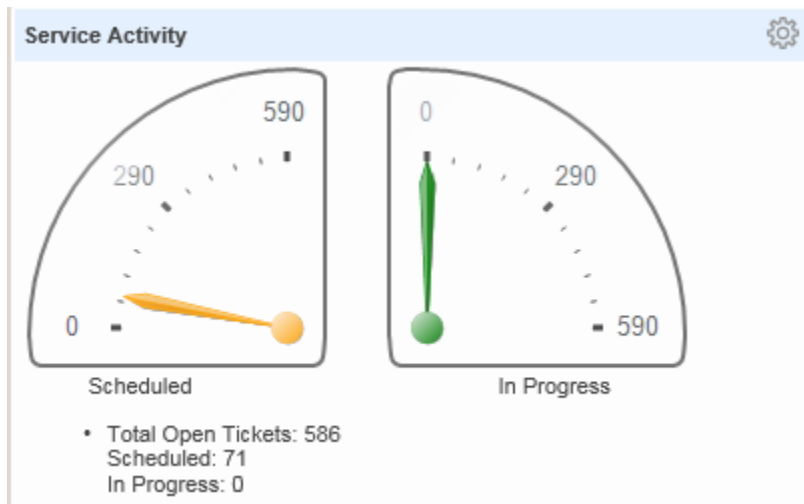 Service Activity
590
290
0
Scheduled
0
290
590
In Progress
• Total Open Tickets: 586
Scheduled: 71
In Progress: 0